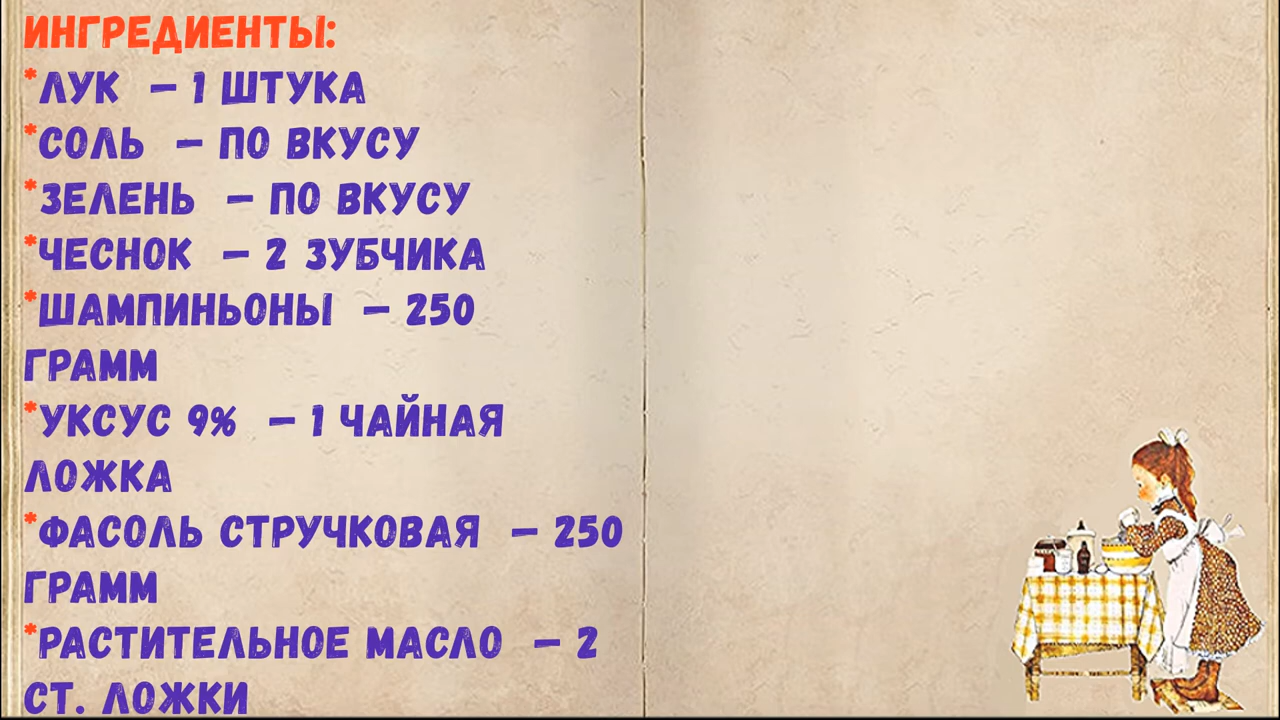 ИНГРЕДИЕНТЫ:
*ЛУК – 1 ШТУКА
*СОЛЬ – ПО ВКУСУ
*ЗЕЛЕНЬ – ПО ВКУСУ
*ЧЕСНОК – 2 ЗУБЧИКА
*ШАМПИНЬОНЫ – 250
ГРАММ
*УКСУС 9% – 1 ЧАЙНАЯ
ЛОЖКА
*ФАСОЛЬ СТРУЧКОВАЯ – 250
ГРАММ
*РАСТИТЕЛЬНОЕ МАСЛО – 2
СТ. ЛОЖКИ